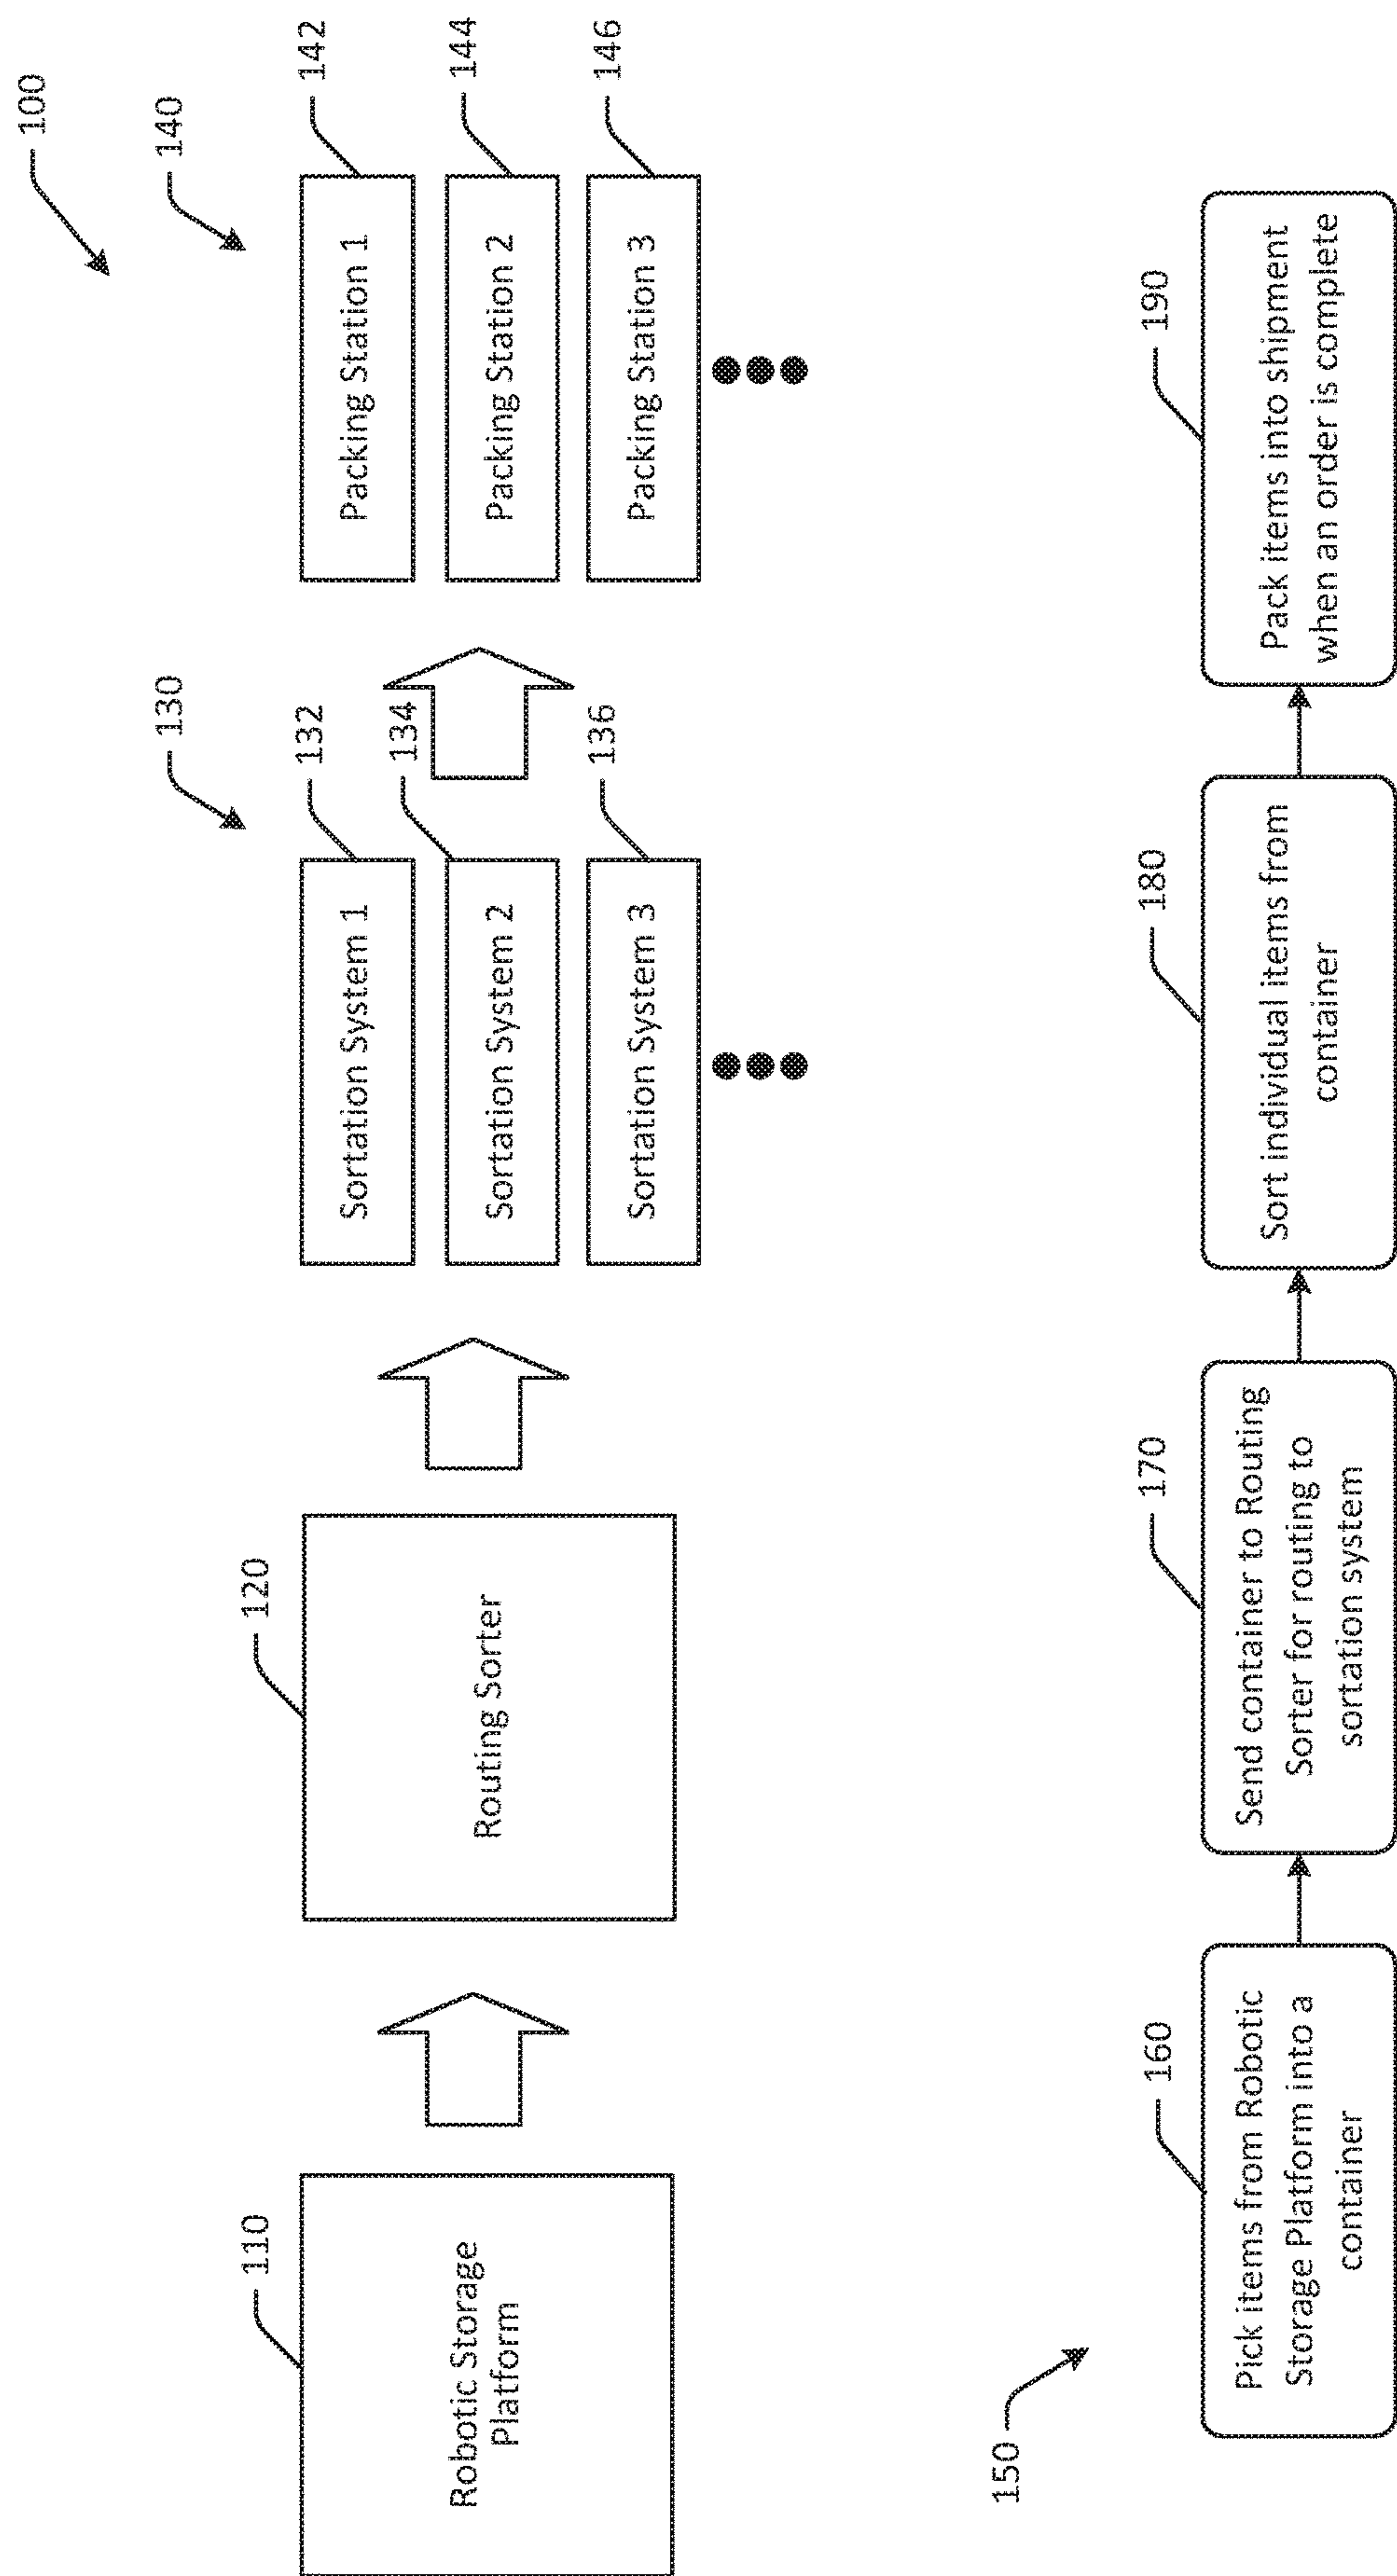 100
110
Robotic Storage
Platform
120
Routing Sorter
130
132
Sortation System 1
134
Sortation System 2
136
Sortation System 3
140
142
Packing Station 1
144
Packing Station 2
146
Packing Station 3
150
160
Pick items from Robotic
Storage Platform into a
container
170
Send container to Routing
Sorter for routing to
sortation system
180
Sort individual items from
container
190
Pack items into shipment
when an order is complete